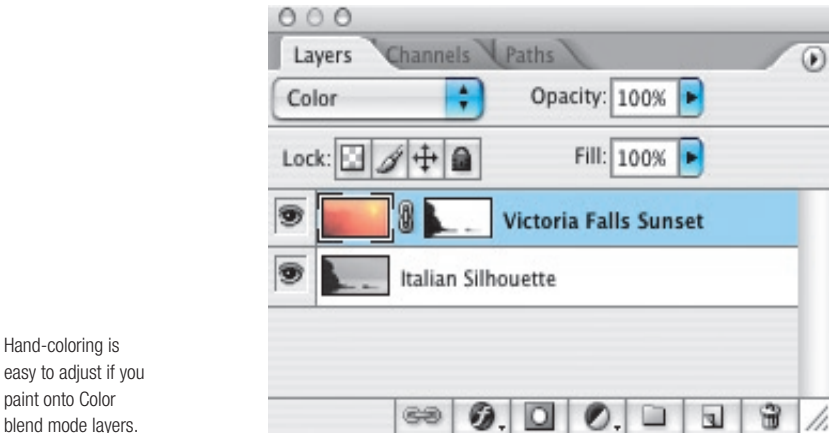 Layers Channels Paths
Color Opacity: 100%
Lock: Fill: 100%
Victoria Falls Sunset
Italian Silhouette
Hand-coloring is
easy to adjust if you
paint onto Color
blend mode layers.